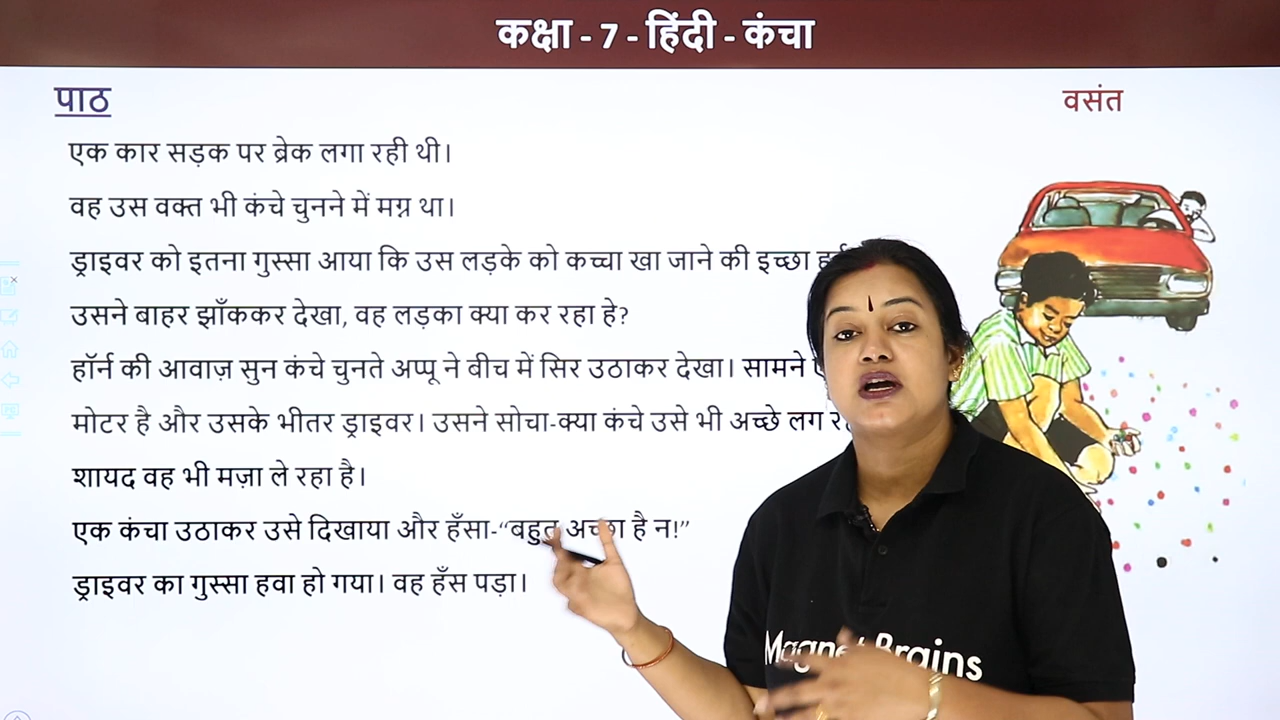 कक्षा - 7 - हिंदी - कंचा
पाठ
वसंत
एक कार सड़क पर ब्रेक लगा रही थी।
वह उस वक्त भी कंचे चुनने में मग्न था।
ड्राइवर को इतना गुस्सा आया कि उस लड़के को कच्चा खा जाने की इच्छा
उसने बाहर झाँककर देखा, वह लड़का क्या कर रहा हे?
हॉर्न की आवाज़ सुन कंचे चुनते अप्पू ने बीच में सिर उठाकर देखा। सामने
मोटर है और उसके भीतर ड्राइवर। उसने सोचा-क्या कंचे उसे भी अच्छे लग
शायद वह भी मज़ा ले रहा है।
एक कंचा उठाकर उसे दिखाया और हँसा-“बहुत अच्छा है न!”
ड्राइवर का गुस्सा हवा हो गया। वह हँस पड़ा।
Magnet Brains